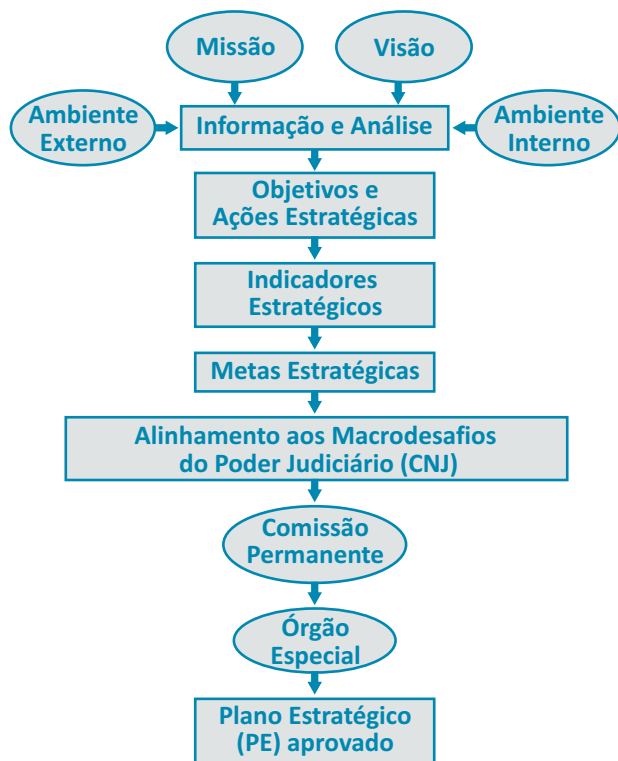 Missão
Visão
Ambiente
Externo
Informação e Análise
Ambiente
Interno
Objetivos e
Ações Estratégicas
Indicadores
Estratégicos
Metas Estratégicas
Alinhamento aos Macrodesafios
do Poder Judiciário (CNJ)
Comissão
Permanente
Órgão
Especial
Plano Estratégico
(PE) aprovado